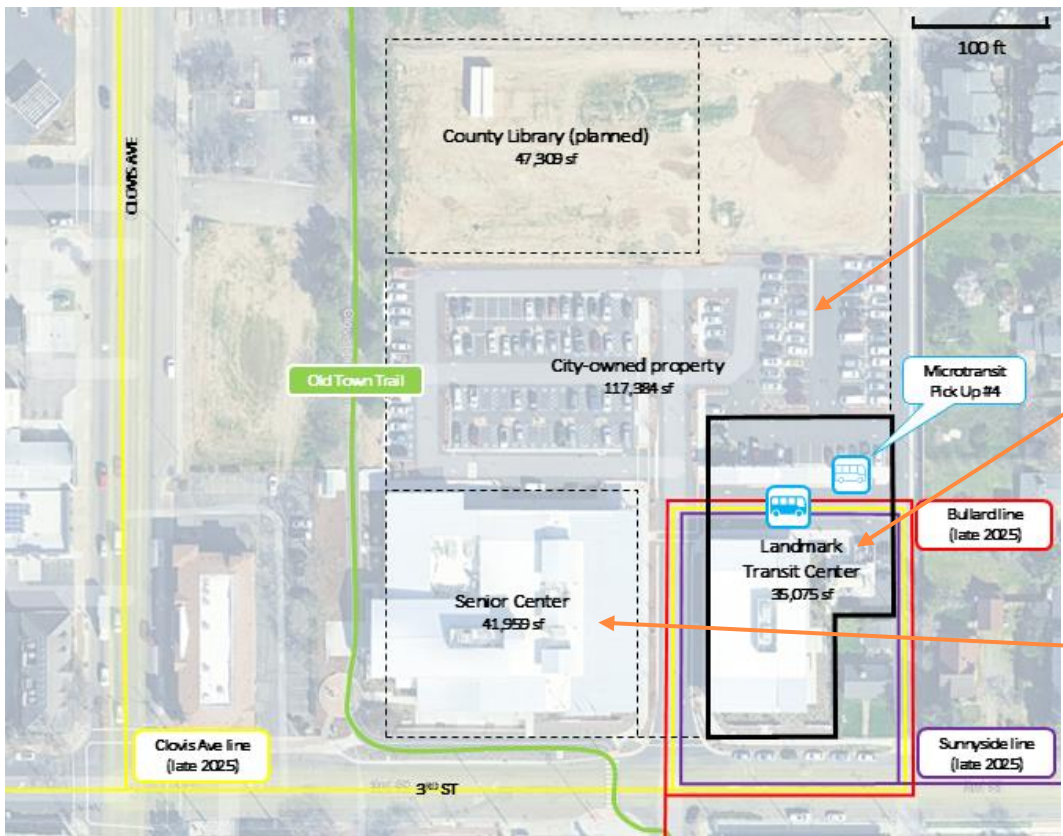 100 ft
County Library (planned)
47,309 sf
CLOVIS AVE
Old Town Trail
City-owned property
117,384 sf
Microtransit
Pick Up #4
Bullard line
(late 2025)
Landmark
Transit Center
35,075 sf
Senior Center
41,959 sf
Clovis Ave line
(late 2025)
Sunnyside line
(late 2025)
3RD ST